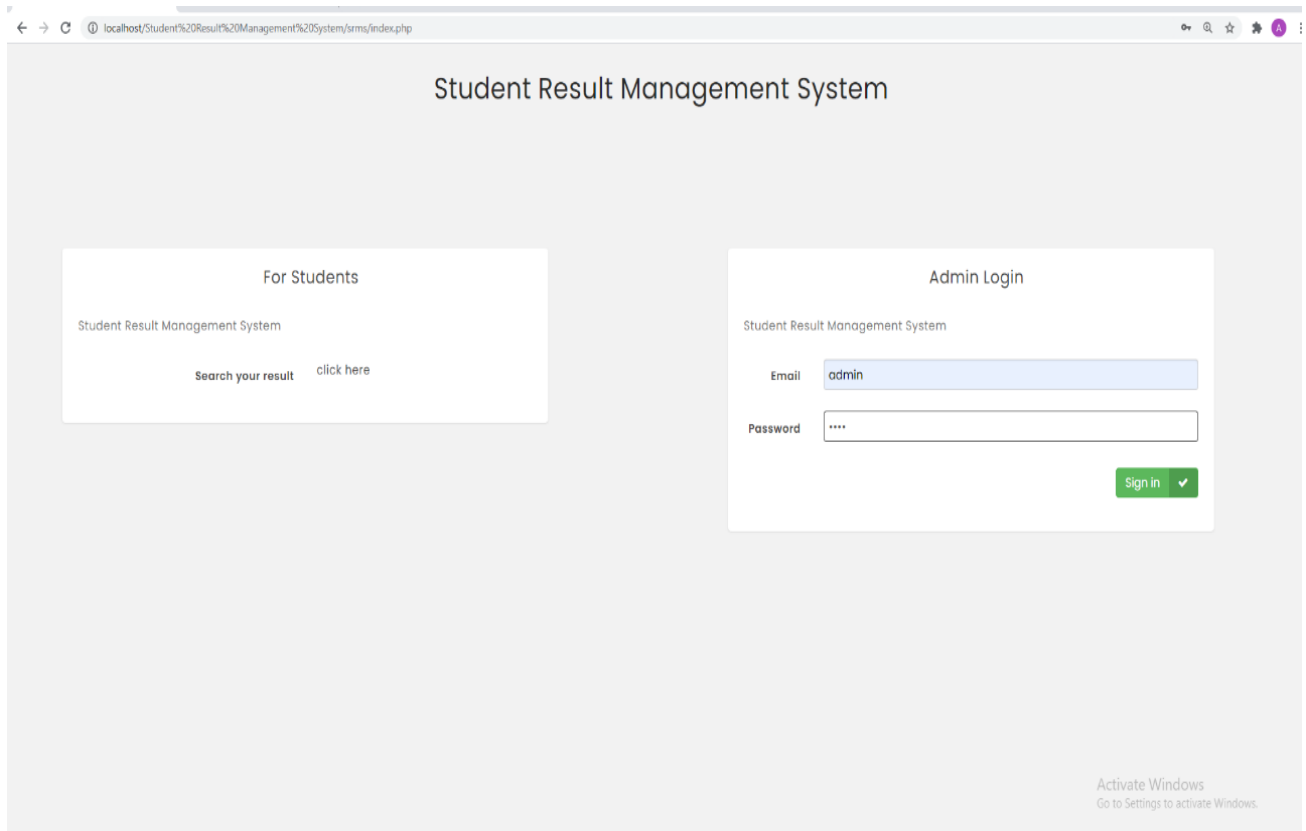 localhost/Student%20Result%20Management%20System/srms/index.php
A
Student Result Management System
For Students
Student Result Management System
Search your result click here
Admin Login
Student Result Management System
Email admin
Password ••••
Sign in
Activate Windows
Go to Settings to activate Windows.